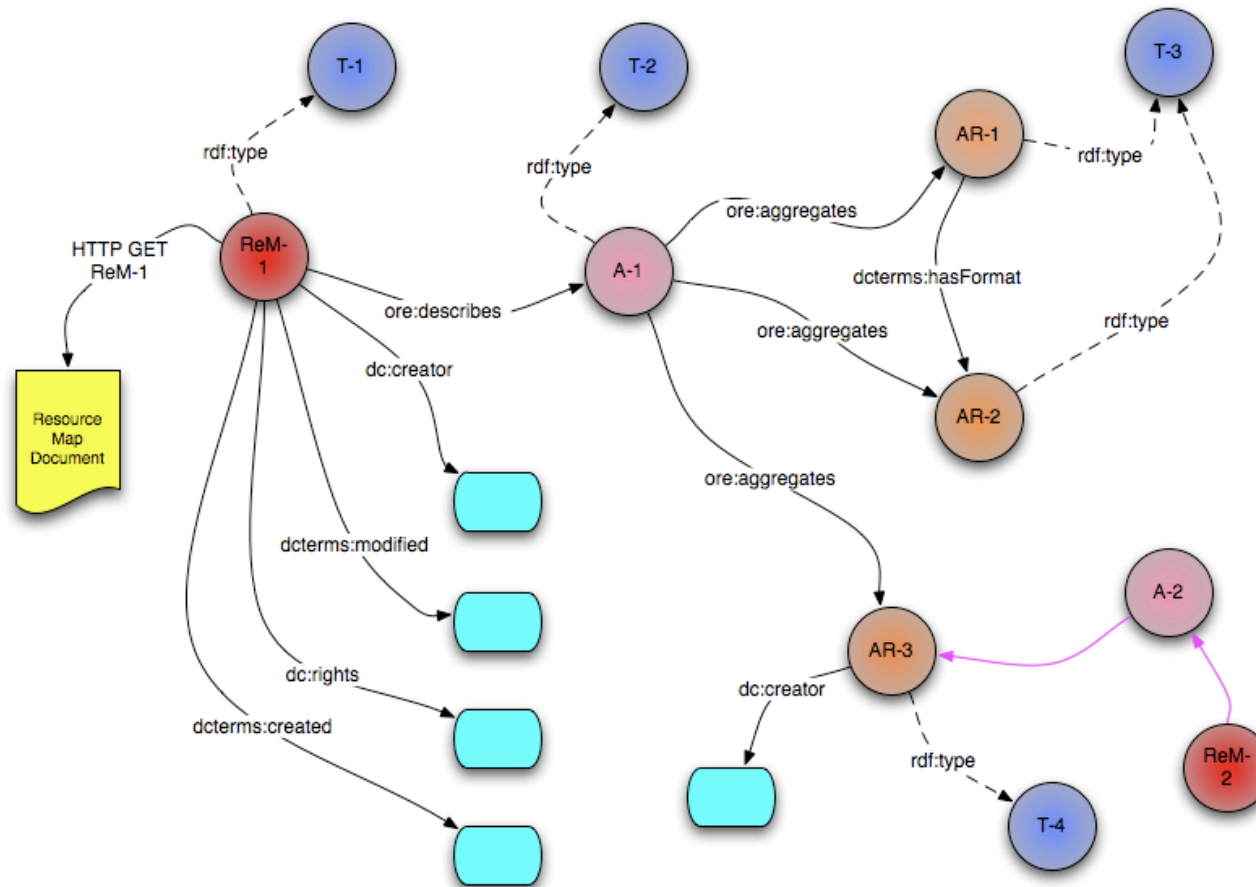 T-1
T-2
T-3
AR-1
rdf:type
rdf:type
rdf:type
ore:aggregates
HTTP GET
ReM-1
ReM-
1
A-1
dcterms:hasFormat
ore:describes
ore:aggregates
rdf:type
dc:creator
Resource
Map
Document
AR-2
ore:aggregates
dcterms:modified
A-2
AR-3
dc:rights
dc:creator
dcterms:created
rdf:type
ReM-
2
T-4